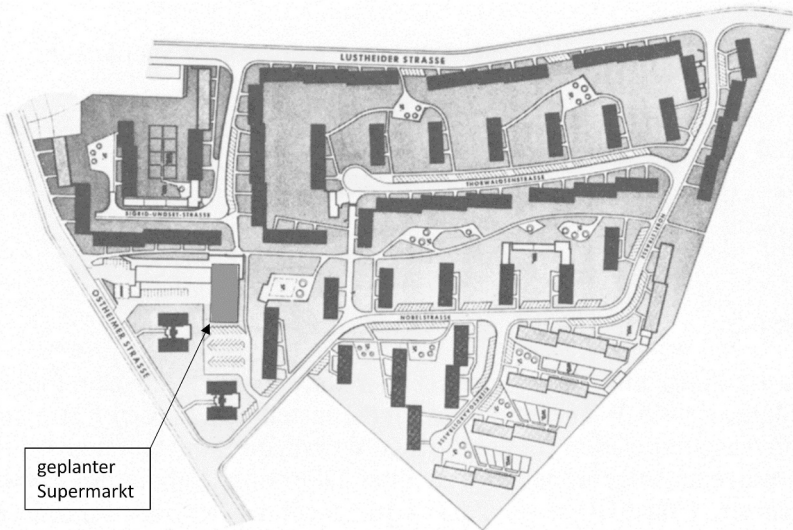 LUSTHEIDER STRASSE
THORWALDSENSTRASSE
SIGRID-UNDSET-STRASSE
OSTHEIMER STRASSE
NOBELSTRASSE
geplanter
Supermarkt